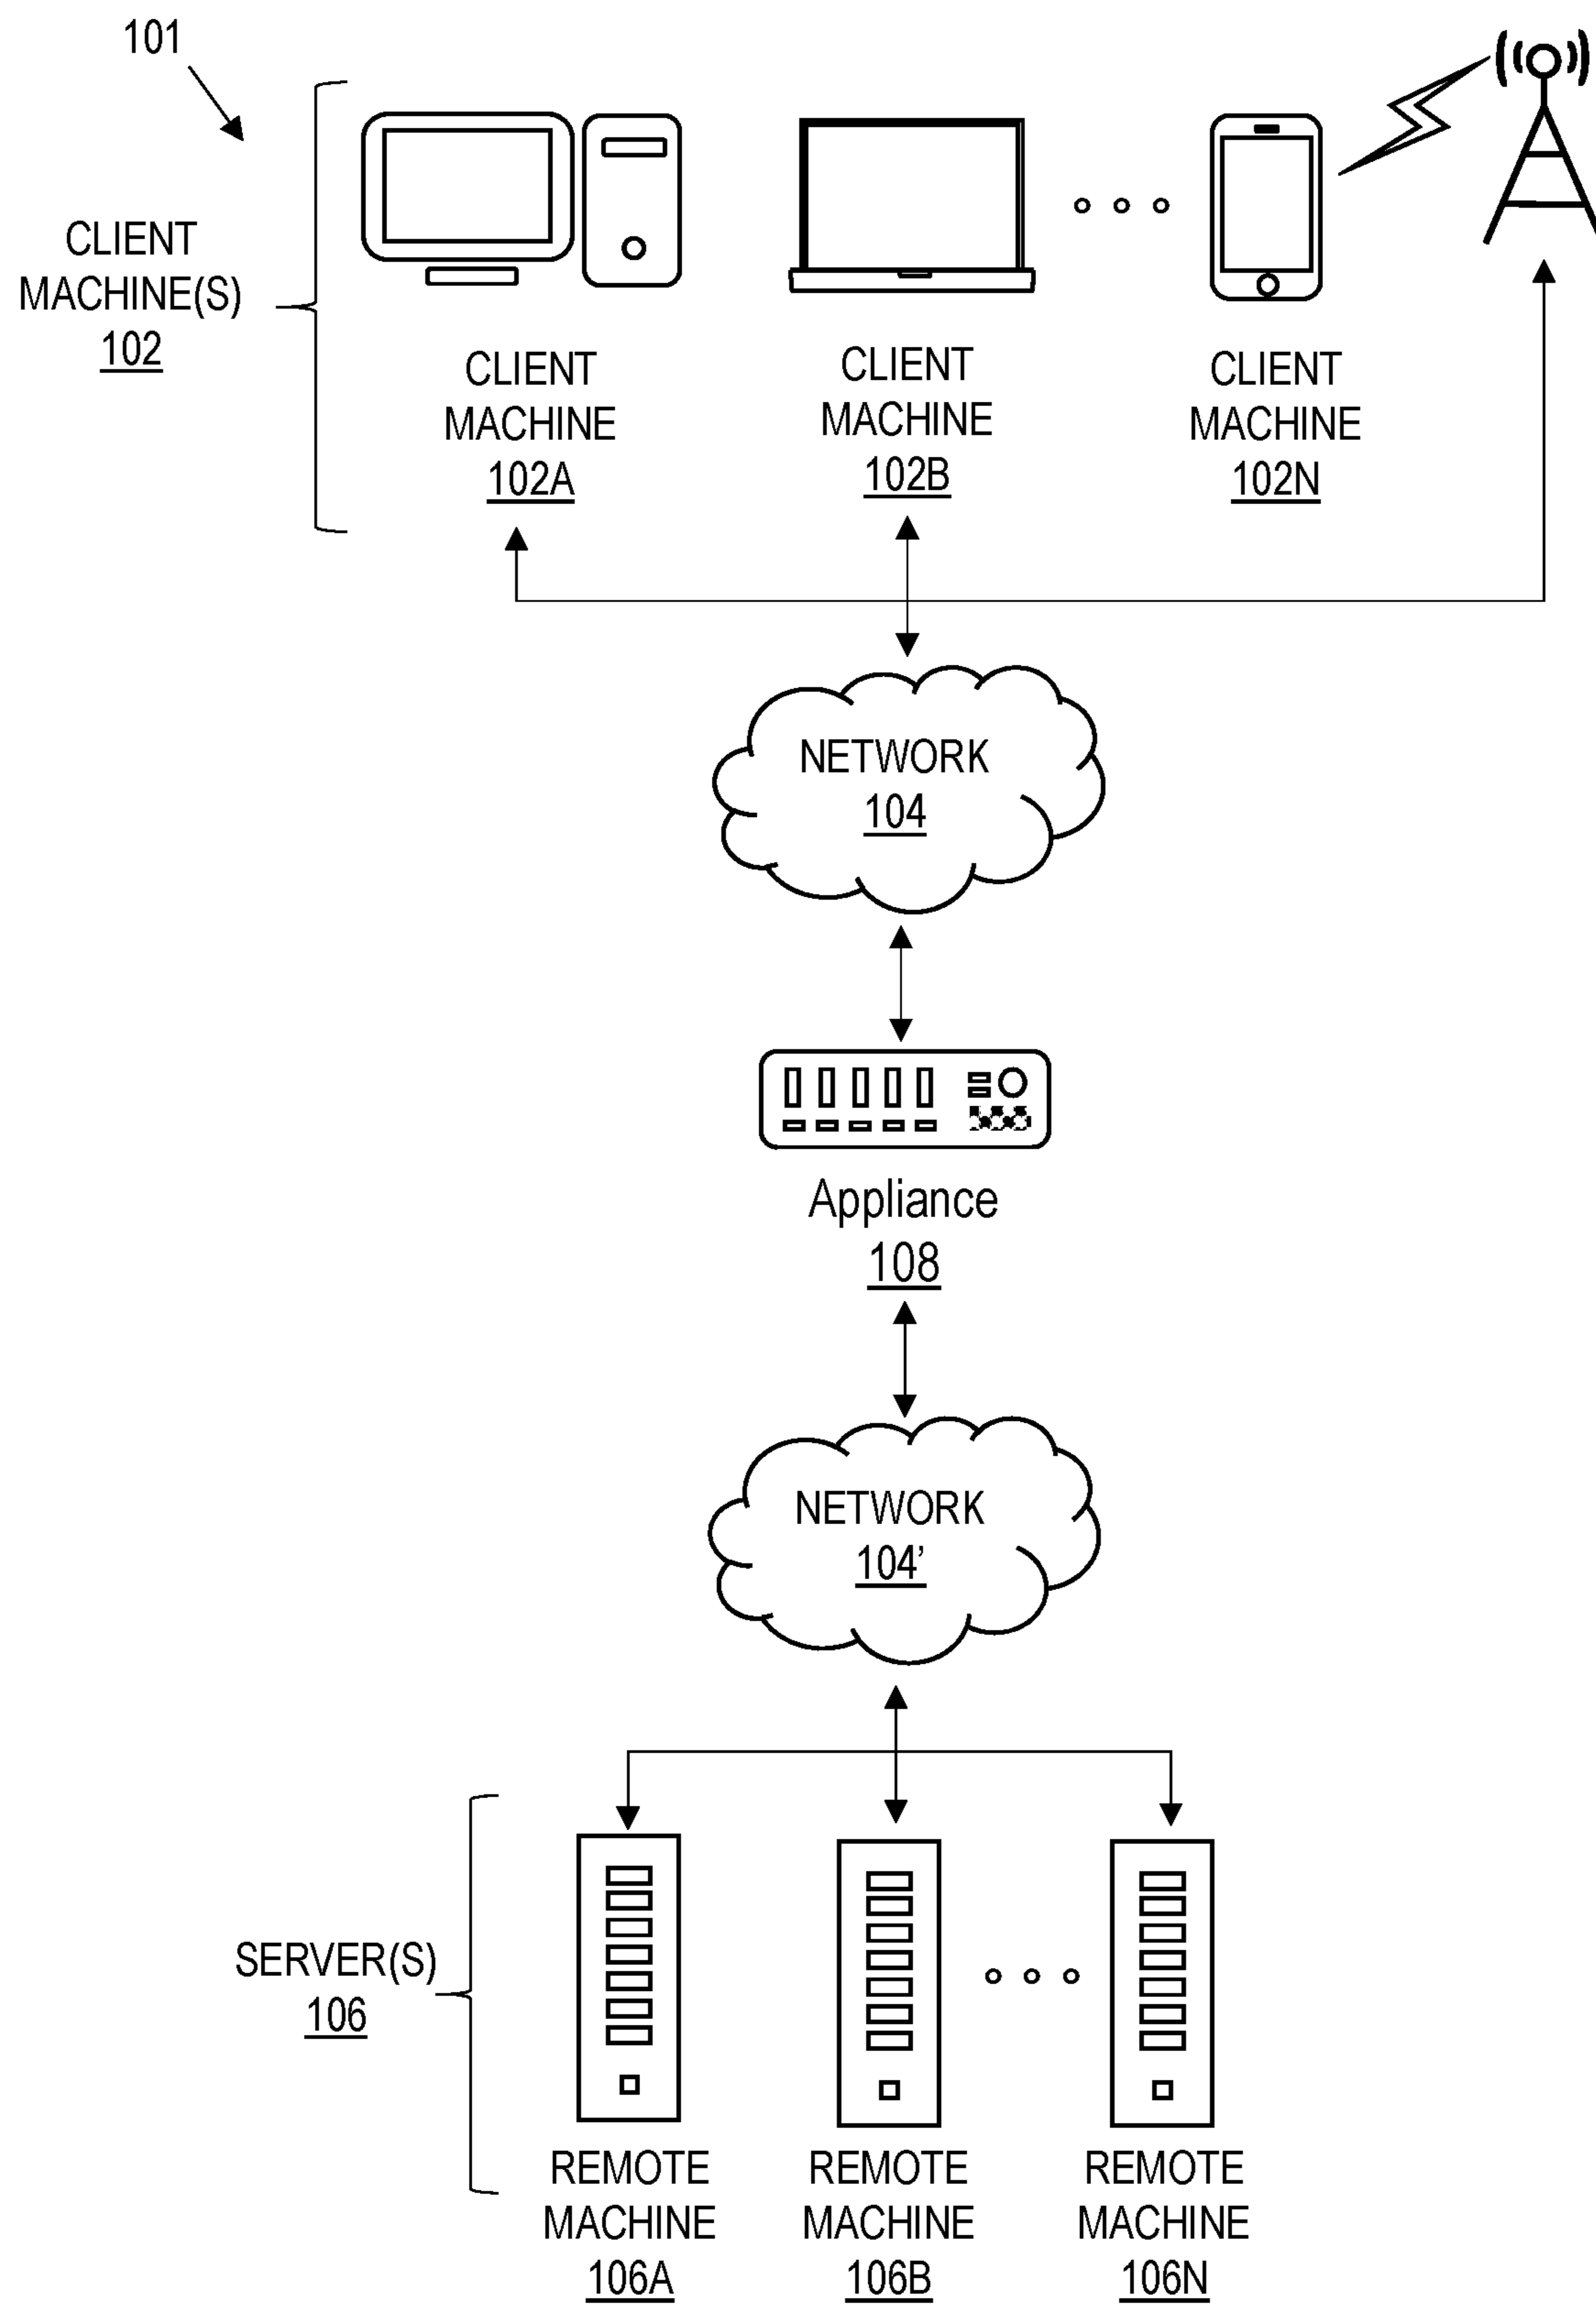 101
CLIENT
MACHINE(S)
102
CLIENT
MACHINE
102A
CLIENT
MACHINE
102B
CLIENT
MACHINE
102N
NETWORK
104
Appliance
108
NETWORK
104’
SERVER(S)
106
REMOTE
MACHINE
106A
REMOTE
MACHINE
106B
REMOTE
MACHINE
106N